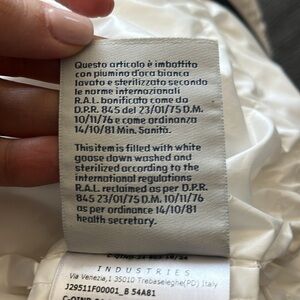 Questo articolo è imbottito
con piumino d'oca bianca
lavato e sterilizzato secondo
le norme internazionali
R.A.L. bonificato come da
D.P.R. 845 del 23/01/75 D.M.
10/11/76 e come ordinanza
14/10/81 Min. Sanità.
This item is filled with white
goose down washed and
sterilized according to the
international regulations
R.A.L. reclaimed as per D.P.R.
845 23/01/75 D.M. 10/11/76
as per ordinance 14/10/81
health secretary.
INDUSTRIES
Via Venezia,1 35010 Trebaseleghe(PD) Italy
J29511F00001_B 54A81